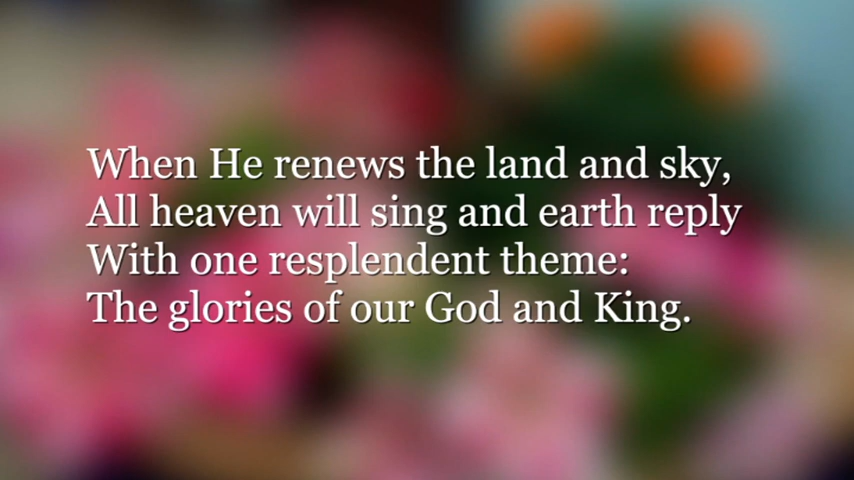 When He renews the land and sky,
All heaven will sing and earth reply
With one resplendent theme:
The glories of our God and King.